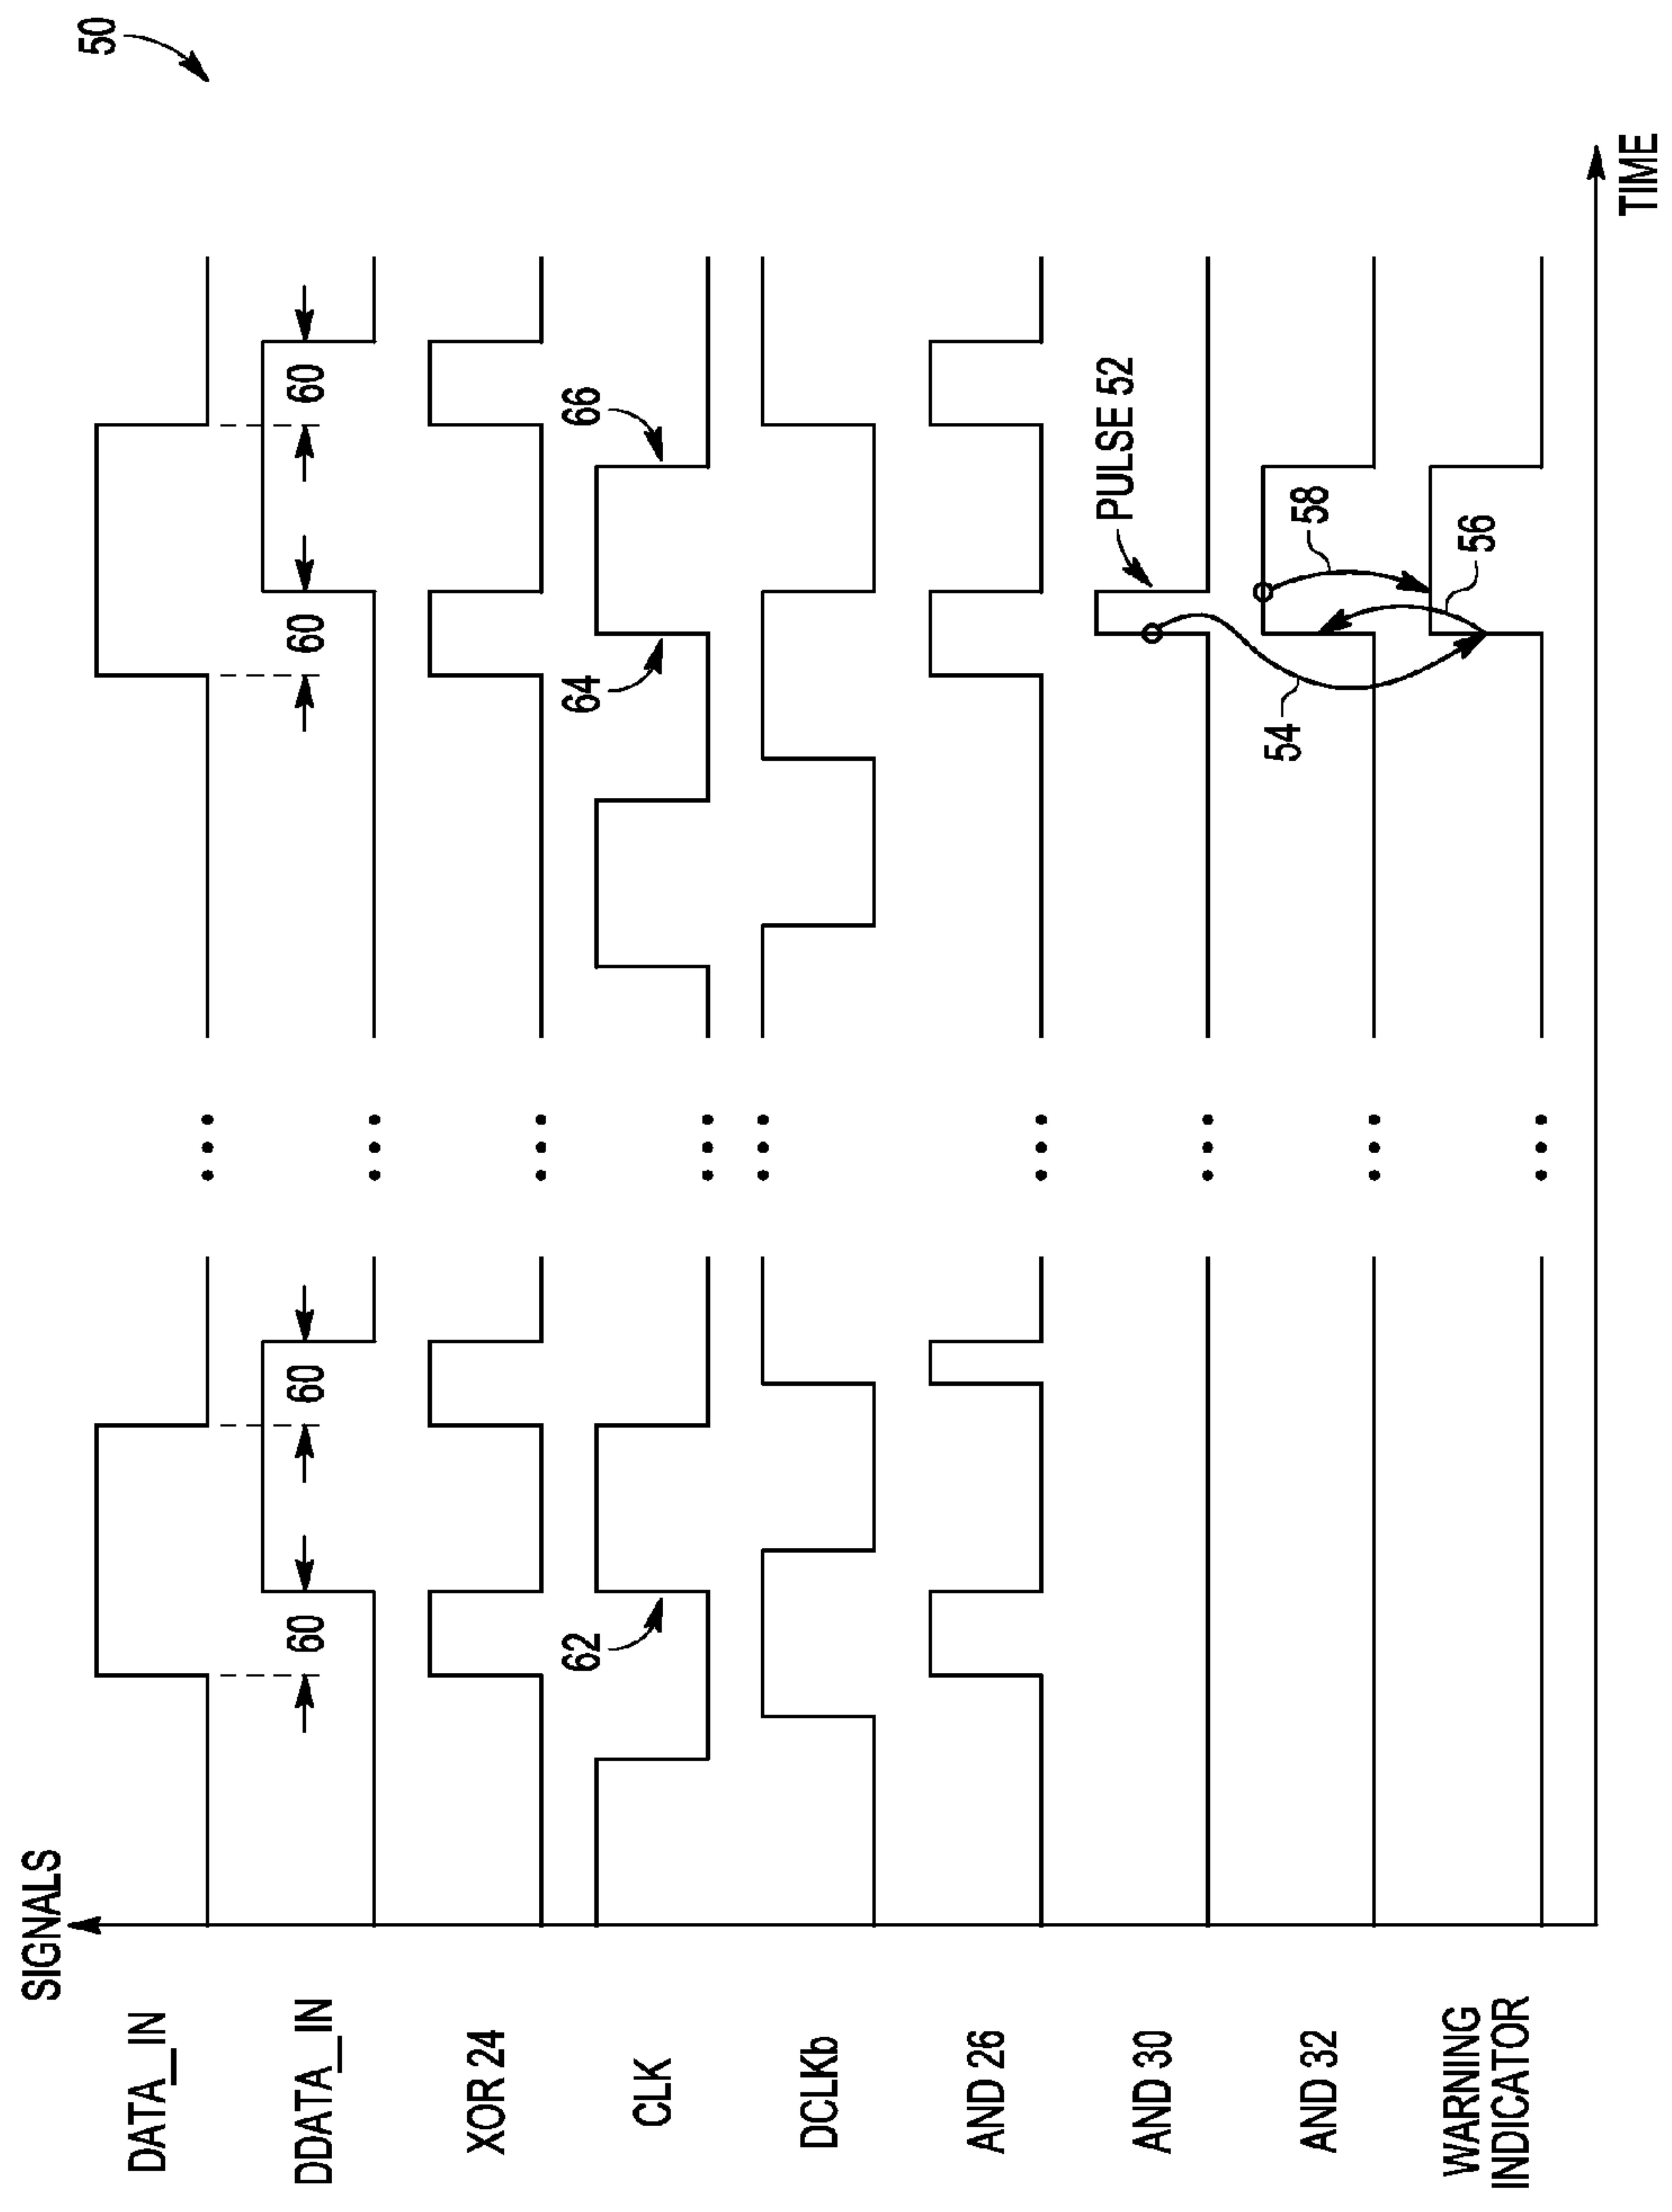 50
SIGNALS
DATA_IN
DDATA_IN
60
60
60
60
XOR 24
CLK
62
64
66
DCLKb
AND 26
AND 30
PULSE 52
AND 32
54
58
56
WARNING
INDICATOR
TIME